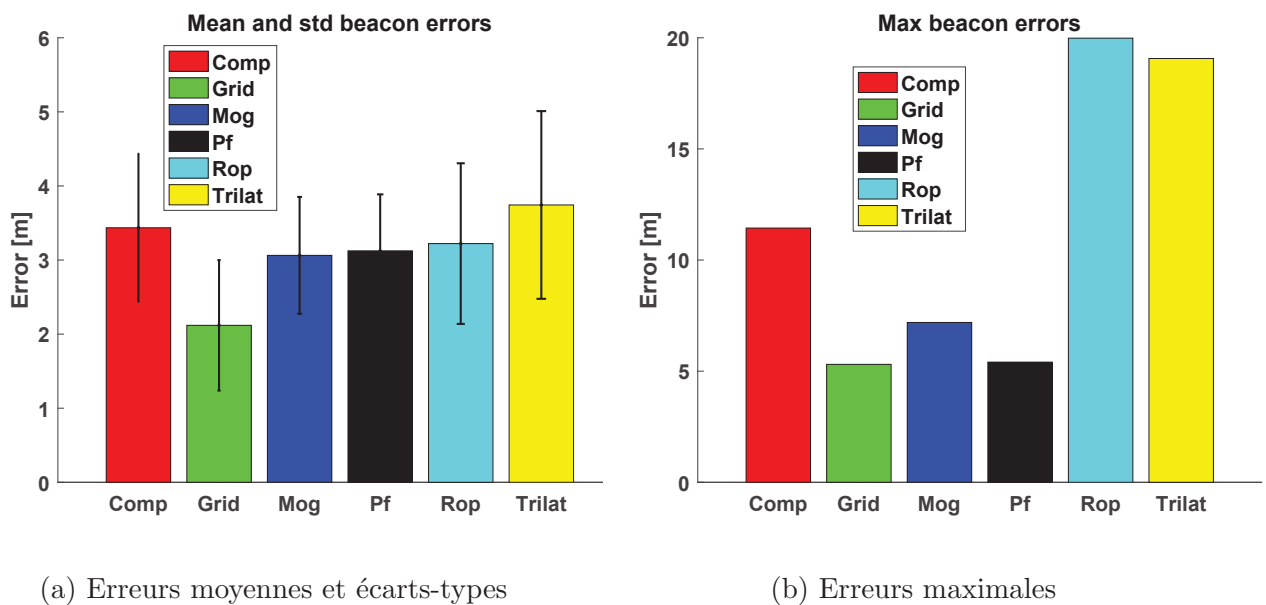 Mean and std beacon errors
Error [m]
6
5
4
3
2
1
0
Comp
Grid
Mog
Pf
Rop
Trilat
Comp Grid Mog Pf Rop Trilat
(a) Erreurs moyennes et écarts-types
Max beacon errors
Error [m]
20
15
10
5
0
Comp
Grid
Mog
Pf
Rop
Trilat
Comp Grid Mog Pf Rop Trilat
(b) Erreurs maximales